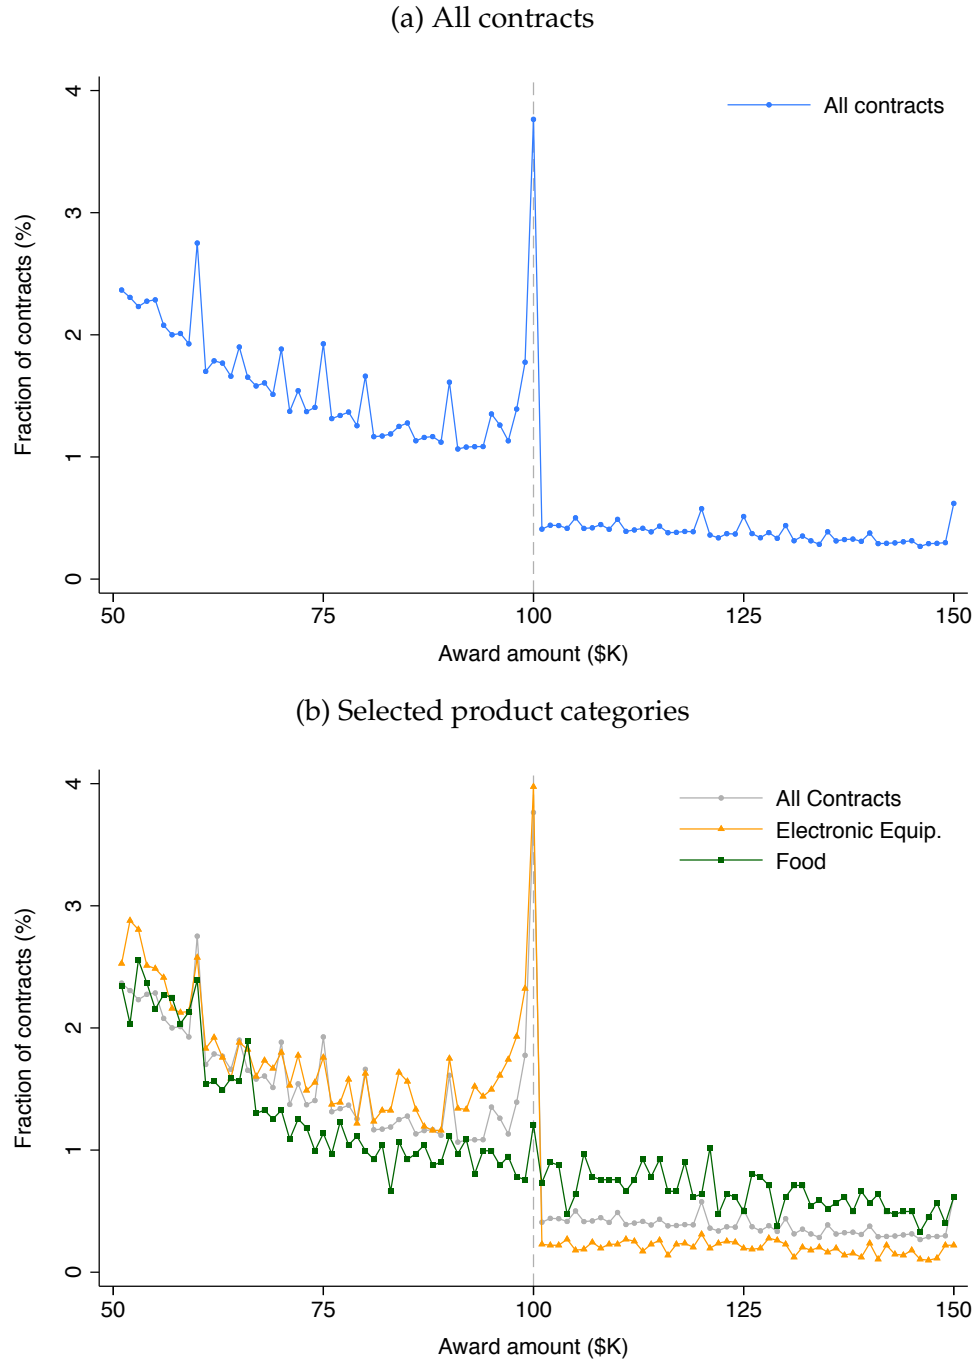 (a) All contracts
All contracts
Fraction of contracts (%)
4
3
2
1
0
50 75 100 125 150
Award amount ($K)
(b) Selected product categories
All Contracts
Electronic Equip.
Food
Fraction of contracts (%)
4
3
2
1
0
50 75 100 125 150
Award amount ($K)